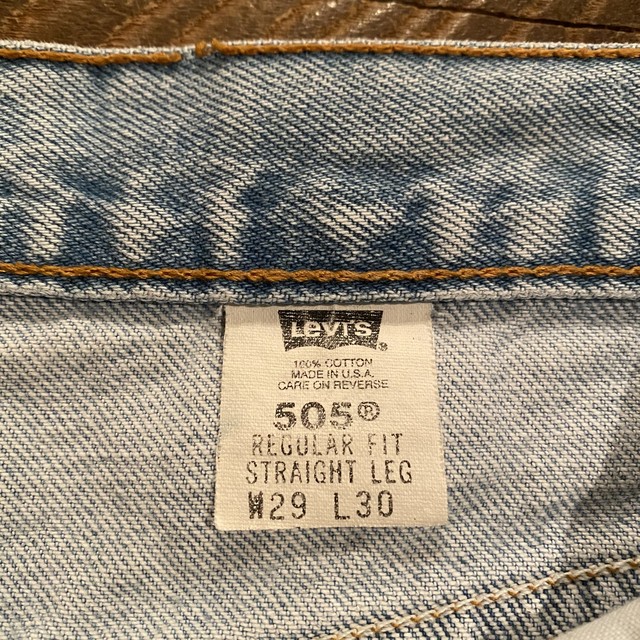 Levi's®
100% COTTON
MADE IN U.S.A.
CARE ON REVERSE
505®
REGULAR FIT
STRAIGHT LEG
W29 L30